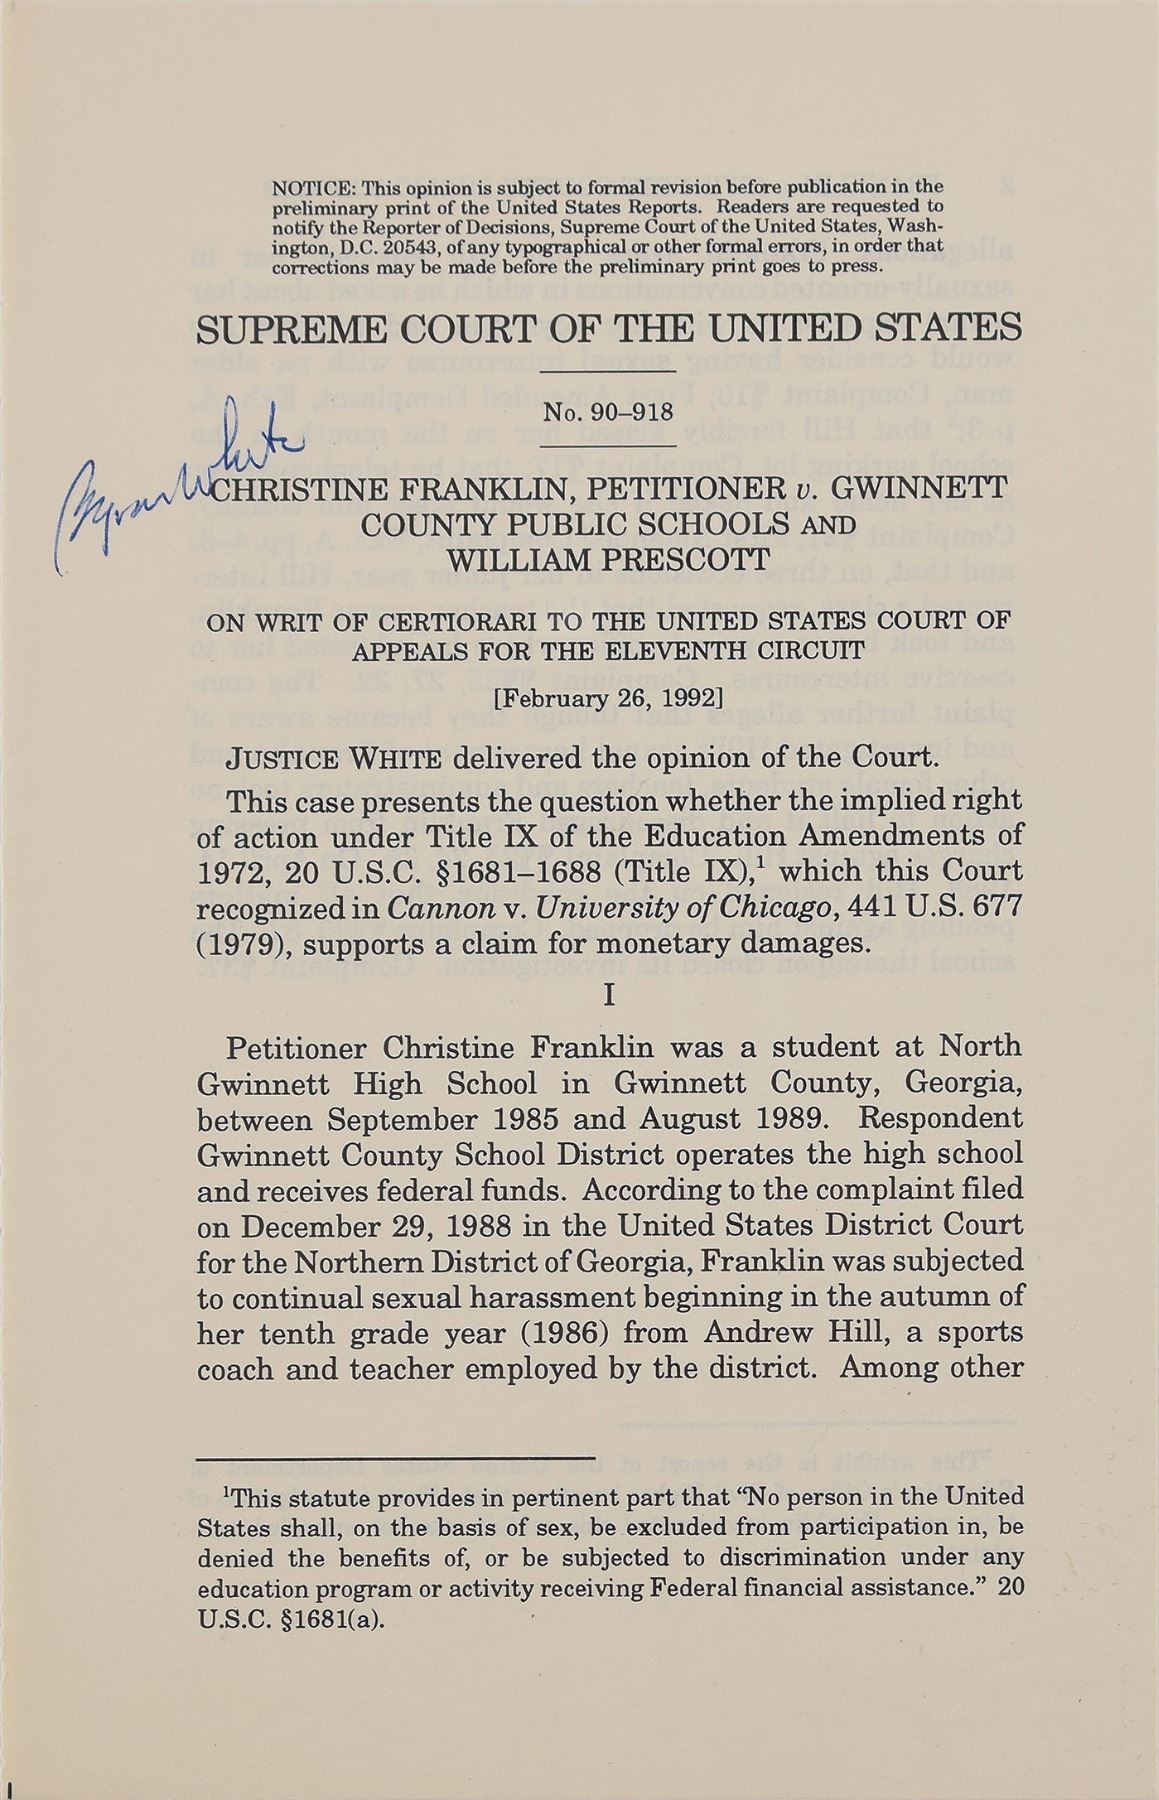 NOTICE: This opinion is subject to formal revision before publication in the
preliminary print of the United States Reports. Readers are requested to
notify the Reporter of Decisions, Supreme Court of the United States, Wash-
ington, D.C. 20543, of any typographical or other formal errors, in order that
corrections may be made before the preliminary print goes to press.
SUPREME COURT OF THE UNITED STATES
No. 90–918
Byron White
CHRISTINE FRANKLIN, PETITIONER v. GWINNETT
COUNTY PUBLIC SCHOOLS AND
WILLIAM PRESCOTT
ON WRIT OF CERTIORARI TO THE UNITED STATES COURT OF
APPEALS FOR THE ELEVENTH CIRCUIT
[February 26, 1992]
JUSTICE WHITE delivered the opinion of the Court.
This case presents the question whether the implied right
of action under Title IX of the Education Amendments of
1972, 20 U.S.C. §1681–1688 (Title IX),¹ which this Court
recognized in Cannon v. University of Chicago, 441 U.S. 677
(1979), supports a claim for monetary damages.
I
Petitioner Christine Franklin was a student at North
Gwinnett High School in Gwinnett County, Georgia,
between September 1985 and August 1989. Respondent
Gwinnett County School District operates the high school
and receives federal funds. According to the complaint filed
on December 29, 1988 in the United States District Court
for the Northern District of Georgia, Franklin was subjected
to continual sexual harassment beginning in the autumn of
her tenth grade year (1986) from Andrew Hill, a sports
coach and teacher employed by the district. Among other
¹This statute provides in pertinent part that “No person in the United
States shall, on the basis of sex, be excluded from participation in, be
denied the benefits of, or be subjected to discrimination under any
education program or activity receiving Federal financial assistance.” 20
U.S.C. §1681(a).